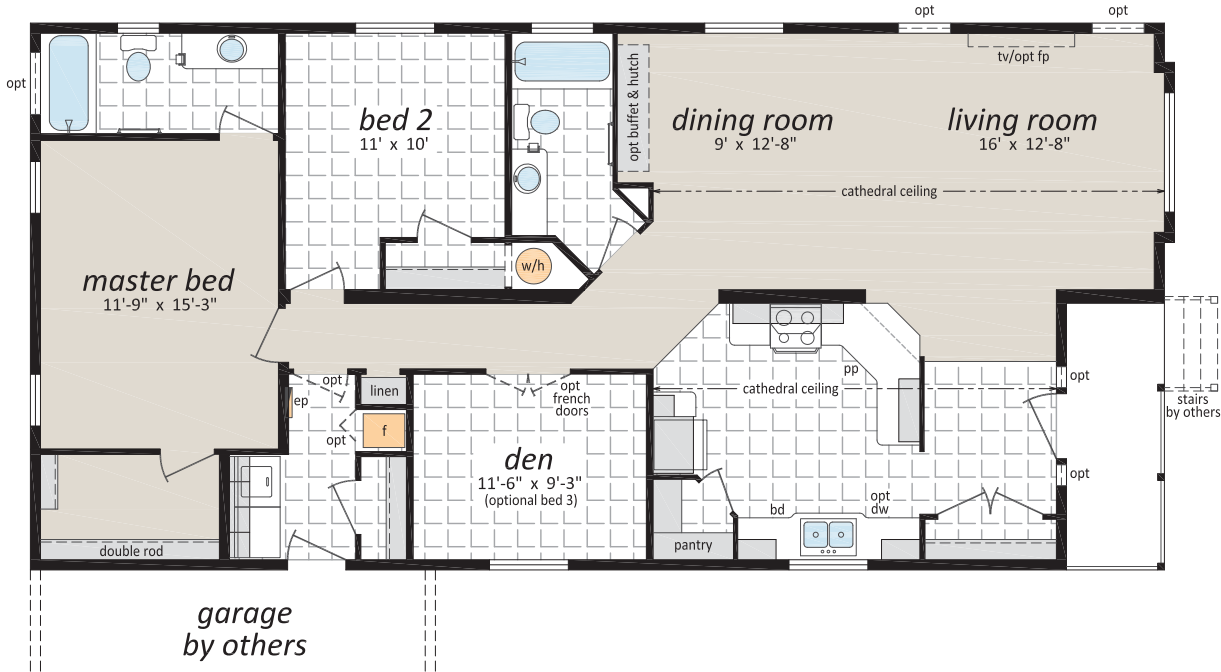 opt
opt
opt
tv/opt fp
opt buffet & hutch
bed 2
11' x 10'
dining room
9' x 12'-8"
living room
16' x 12'-8"
cathedral ceiling
w/h
master bed
11'-9" x 15'-3"
stairs
by others
opt
linen
ep
opt
f
opt
french
doors
pp
cathedral ceiling
opt
den
11'-6" x 9'-3"
(optional bed 3)
opt
bd
opt
dw
pantry
double rod
garage
by others